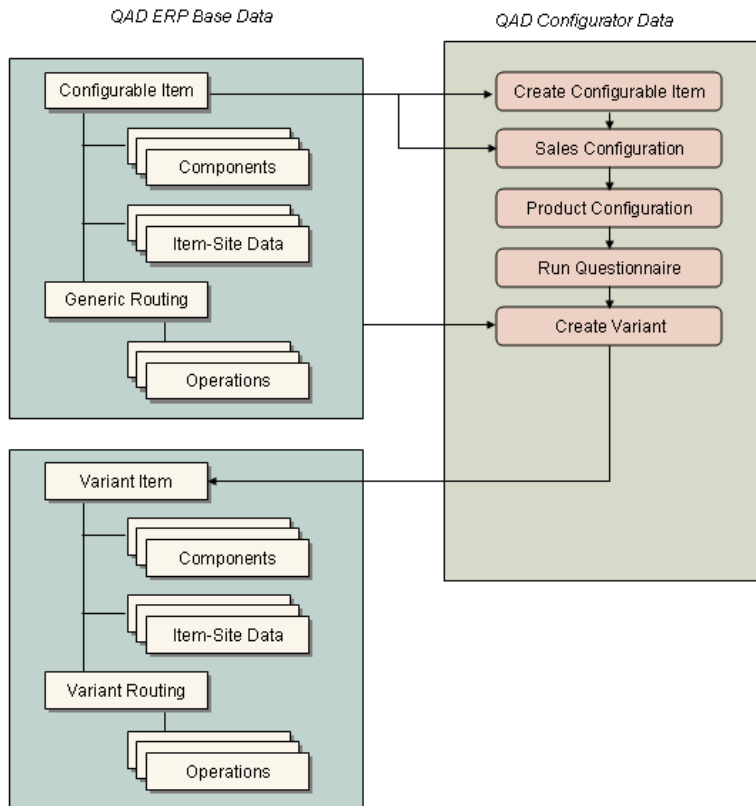 QAD ERP Base Data
Configurable Item
Components
Item-Site Data
Generic Routing
Operations
Variant Item
Components
Item-Site Data
Variant Routing
Operations
QAD Configurator Data
Create Configurable Item
Sales Configuration
Product Configuration
Run Questionnaire
Create Variant